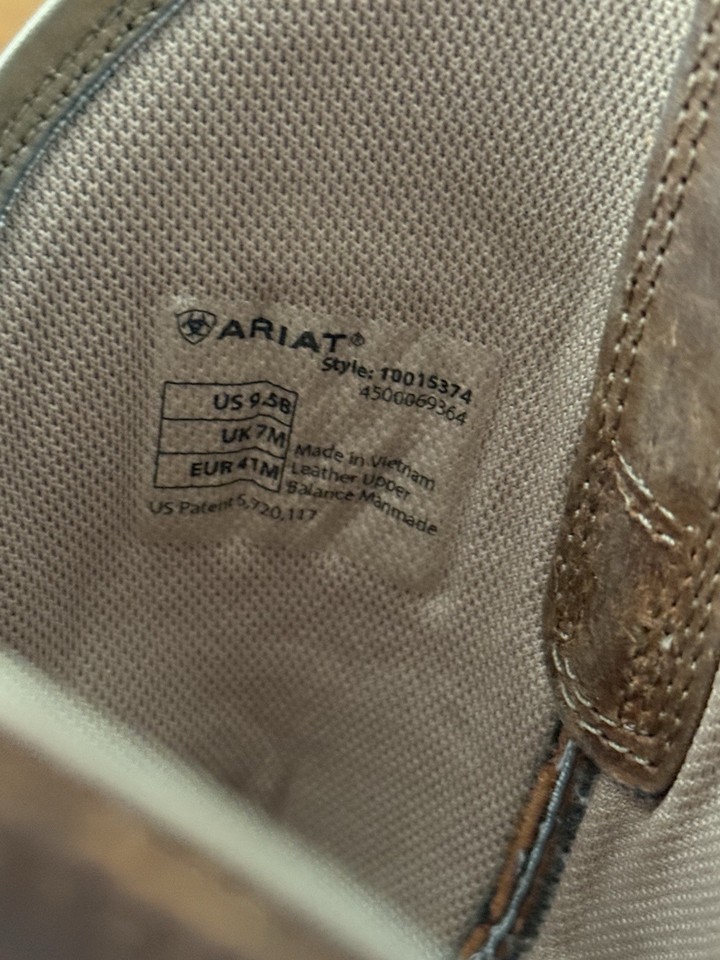 ARIAT®
Style: 10015374
4500069364
US 9.5B
UK 7M
EUR 41M
Made in Vietnam
Leather Upper
Balance Manmade
US Patent 5,720,117